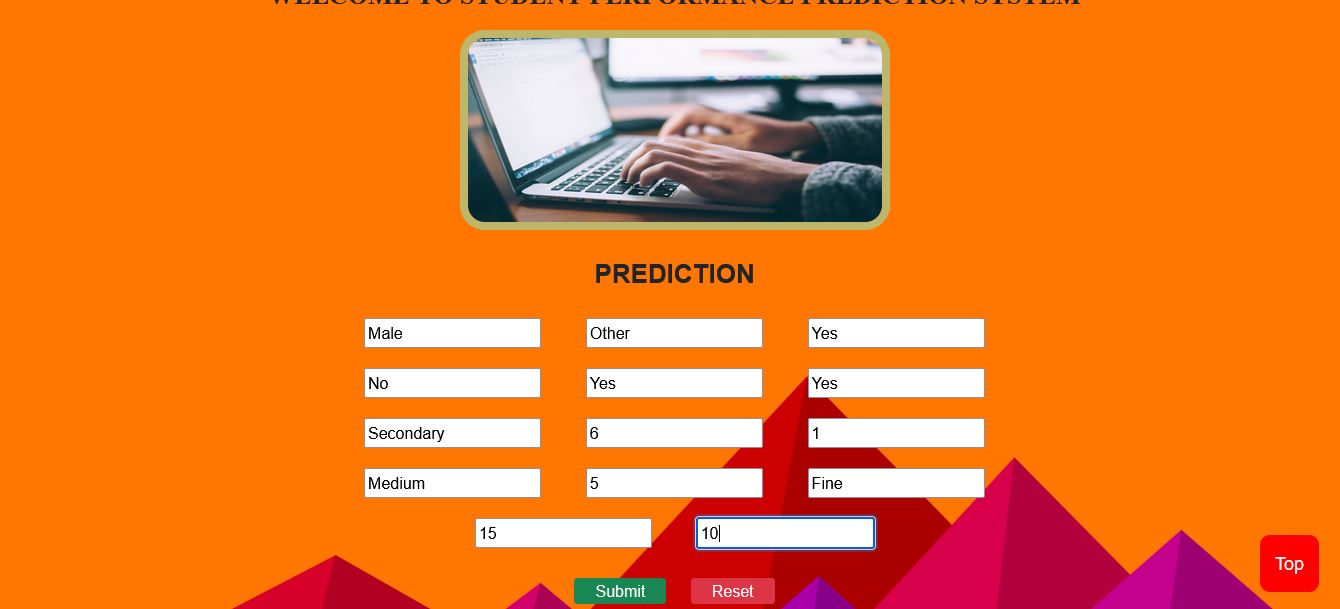 WELCOME TO STUDENT PERFORMANCE PREDICTION SYSTEM
PREDICTION
Male Other Yes
No Yes Yes
Secondary 6 1
Medium 5 Fine
15 10
Submit Reset
Top